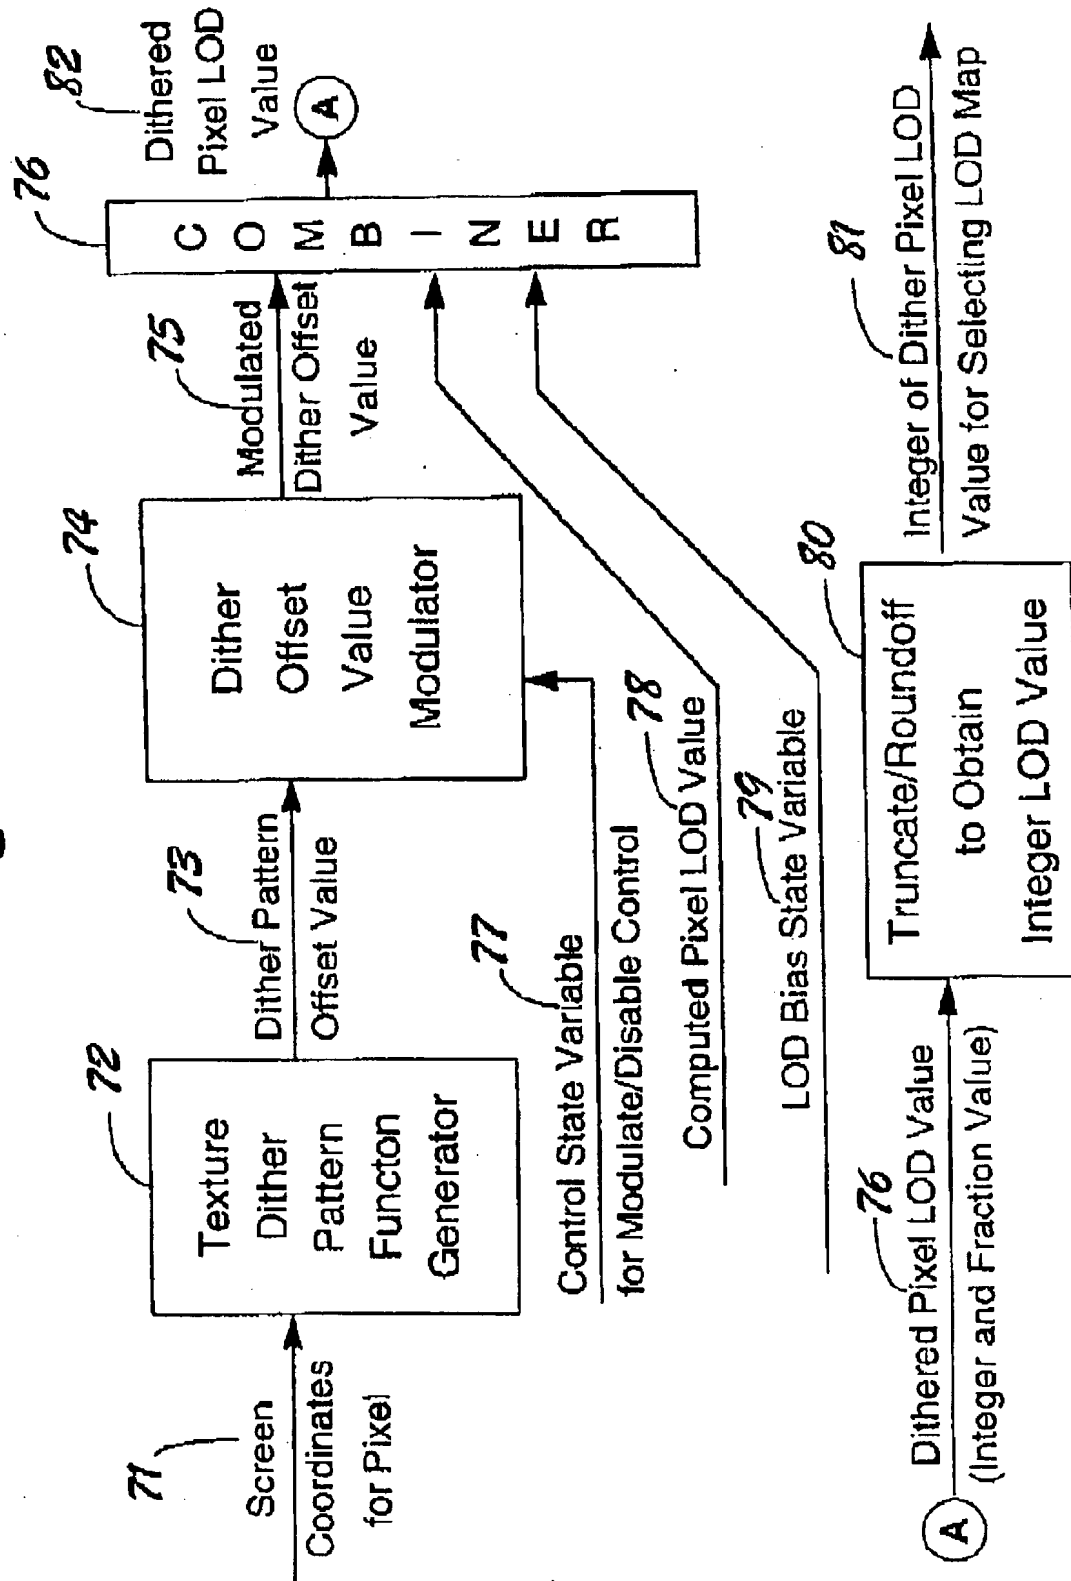 71
Screen
Coordinates
for Pixel
72
Texture
Dither
Pattern
Functon
Generator
73
Dither Pattern
Offset Value
74
Dither
Offset
Value
Modulator
75
Modulated
Dither Offset
Value
76
COMBINER
82
Dithered
Pixel LOD
Value
A
77
Control State Variable
for Modulate/Disable Control
78
Computed Pixel LOD Value
79
LOD Bias State Variable
A
76
Dithered Pixel LOD Value
(Integer and Fraction Value)
80
Truncate/Roundoff
to Obtain
Integer LOD Value
81
Integer of Dither Pixel LOD
Value for Selecting LOD Map